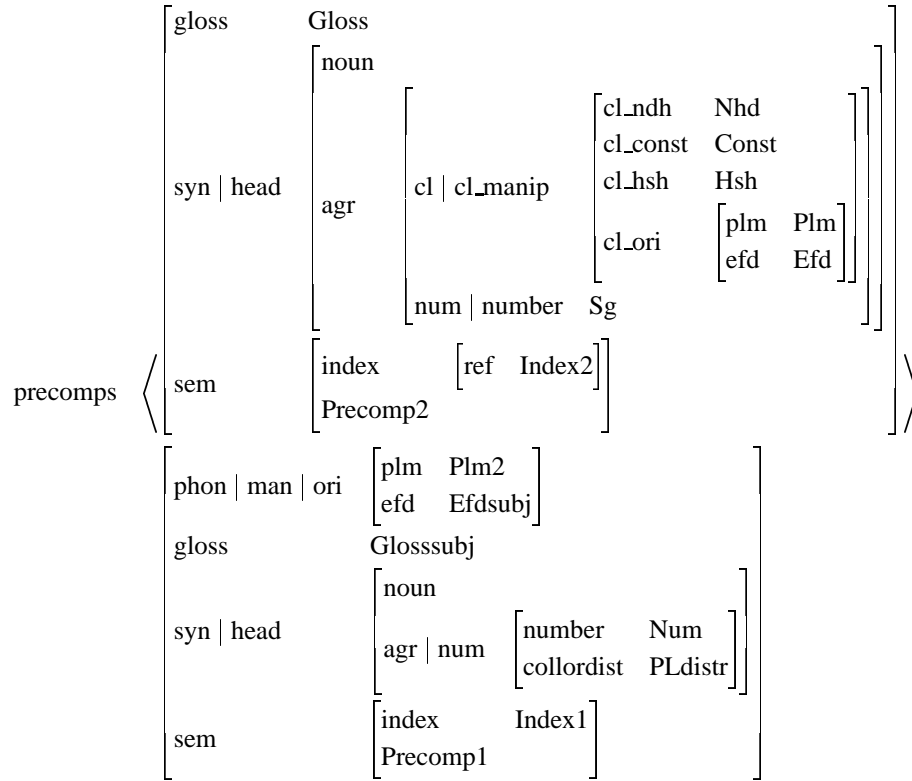 gloss Gloss
noun
cl_ndh Nhd
cl_const Const
cl_hsh Hsh
syn | head agr cl | cl_manip
cl_ori plm Plm
efd Efd
num | number Sg
index ref Index2
precomps sem
Precomp2
phon | man | ori plm Plm2
efd Efdsubj
gloss Glosssubj
noun
syn | head agr | num number Num
collordist PLdistr
sem index Index1
Precomp1